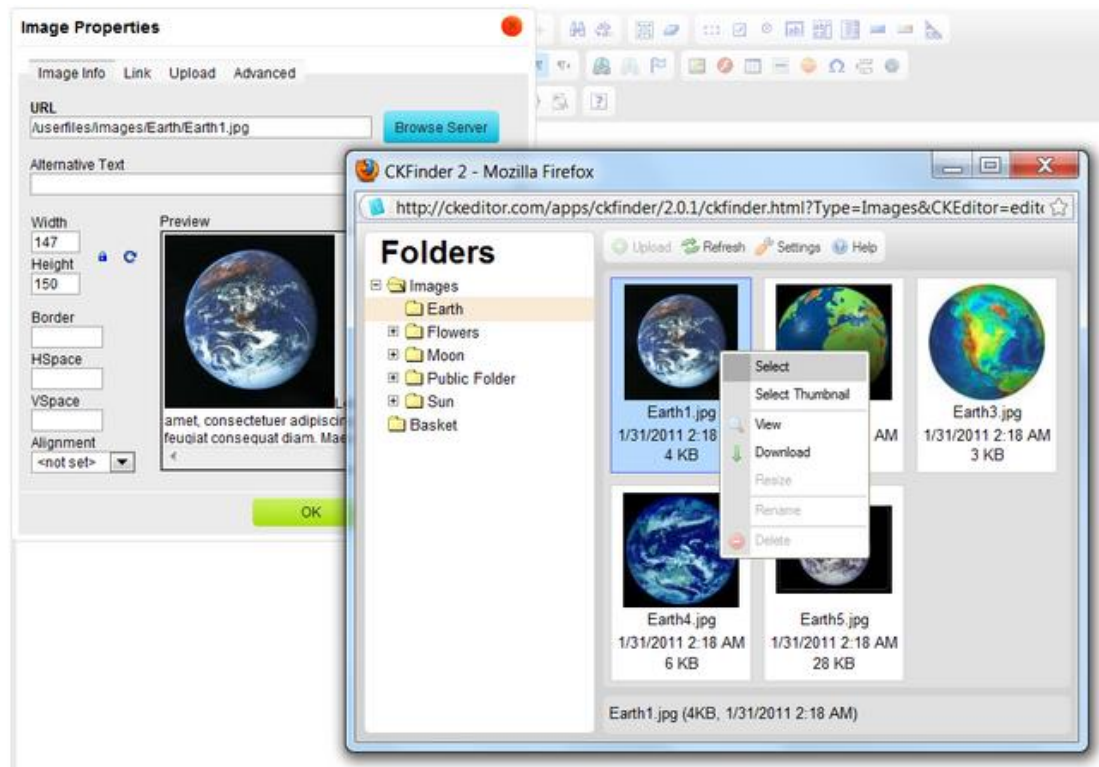 Image Properties
Image Info Link Upload Advanced
URL
/userfiles/images/Earth/Earth1.jpg
Browse Server
Alternative Text
Width
147
Height
150
Border
HSpace
VSpace
Alignment
<not set>
Preview
amet, consectetuer adipiscin
feugiat consequat diam. Mae
OK
CKFinder 2 - Mozilla Firefox
http://ckeditor.com/apps/ckfinder/2.0.1/ckfinder.html?Type=Images&CKEditor=edito
Folders
Images
Earth
Flowers
Moon
Public Folder
Sun
Basket
Upload Refresh Settings Help
Earth1.jpg
1/31/2011 2:18
4 KB
AM
Earth3.jpg
1/31/2011 2:18 AM
3 KB
Select
Select Thumbnail
View
Download
Resize
Rename
Delete
Earth4.jpg
1/31/2011 2:18 AM
6 KB
Earth5.jpg
1/31/2011 2:18 AM
28 KB
Earth1.jpg (4KB, 1/31/2011 2:18 AM)